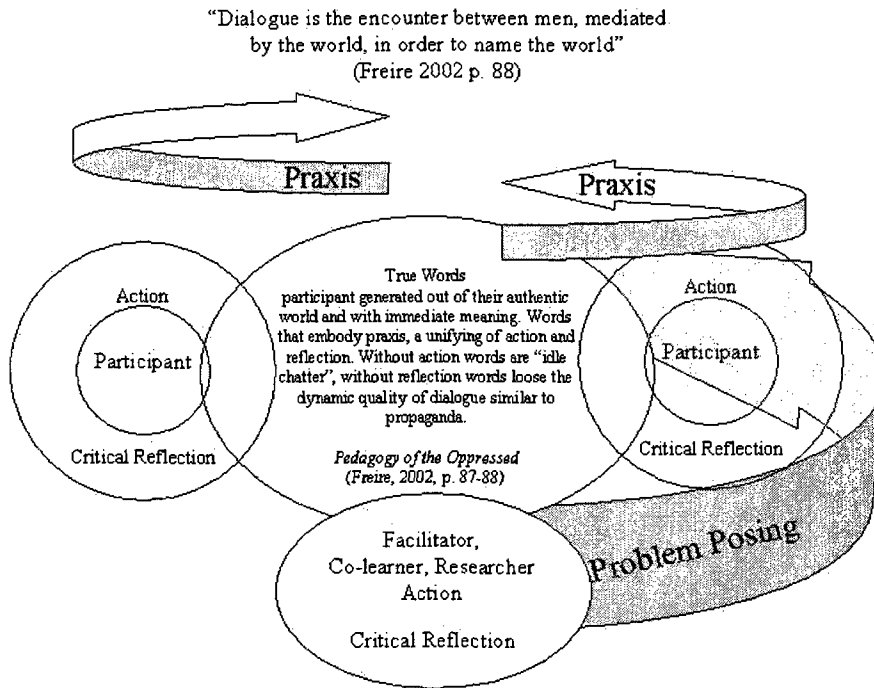 “Dialogue is the encounter between men, mediated
by the world, in order to name the world”
(Freire 2002 p. 88)
Praxis
Praxis
Action
Participant
Critical Reflection
True Words
participant generated out of their authentic
world and with immediate meaning. Words
that embody praxis, a unifying of action and
reflection. Without action words are “idle
chatter”, without reflection words loose the
dynamic quality of dialogue similar to
propaganda.
Pedagogy of the Oppressed
(Freire, 2002, p. 87-88)
Action
Participant
Critical Reflection
Facilitator,
Co-learner, Researcher
Action
Critical Reflection
Problem Posing